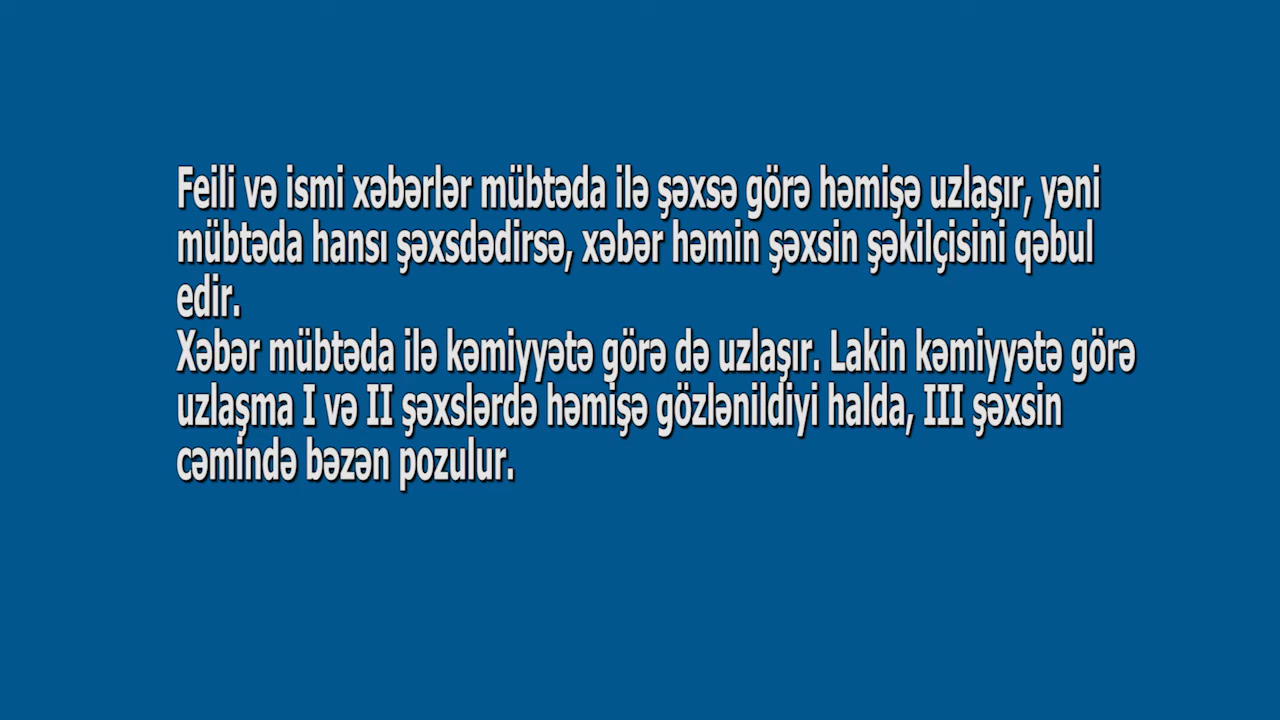 Feili və ismi xəbərlər mübtəda ilə şəxsə görə həmişə uzlaşır, yəni
mübtəda hansı şəxsdədirsə, xəbər həmin şəxsin şəkilçisini qəbul
edir.
Xəbər mübtəda ilə kəmiyyətə görə də uzlaşır. Lakin kəmiyyətə görə
uzlaşma I və II şəxslərdə həmişə gözlənildiyi halda, III şəxsin
cəmində bəzən pozulur.